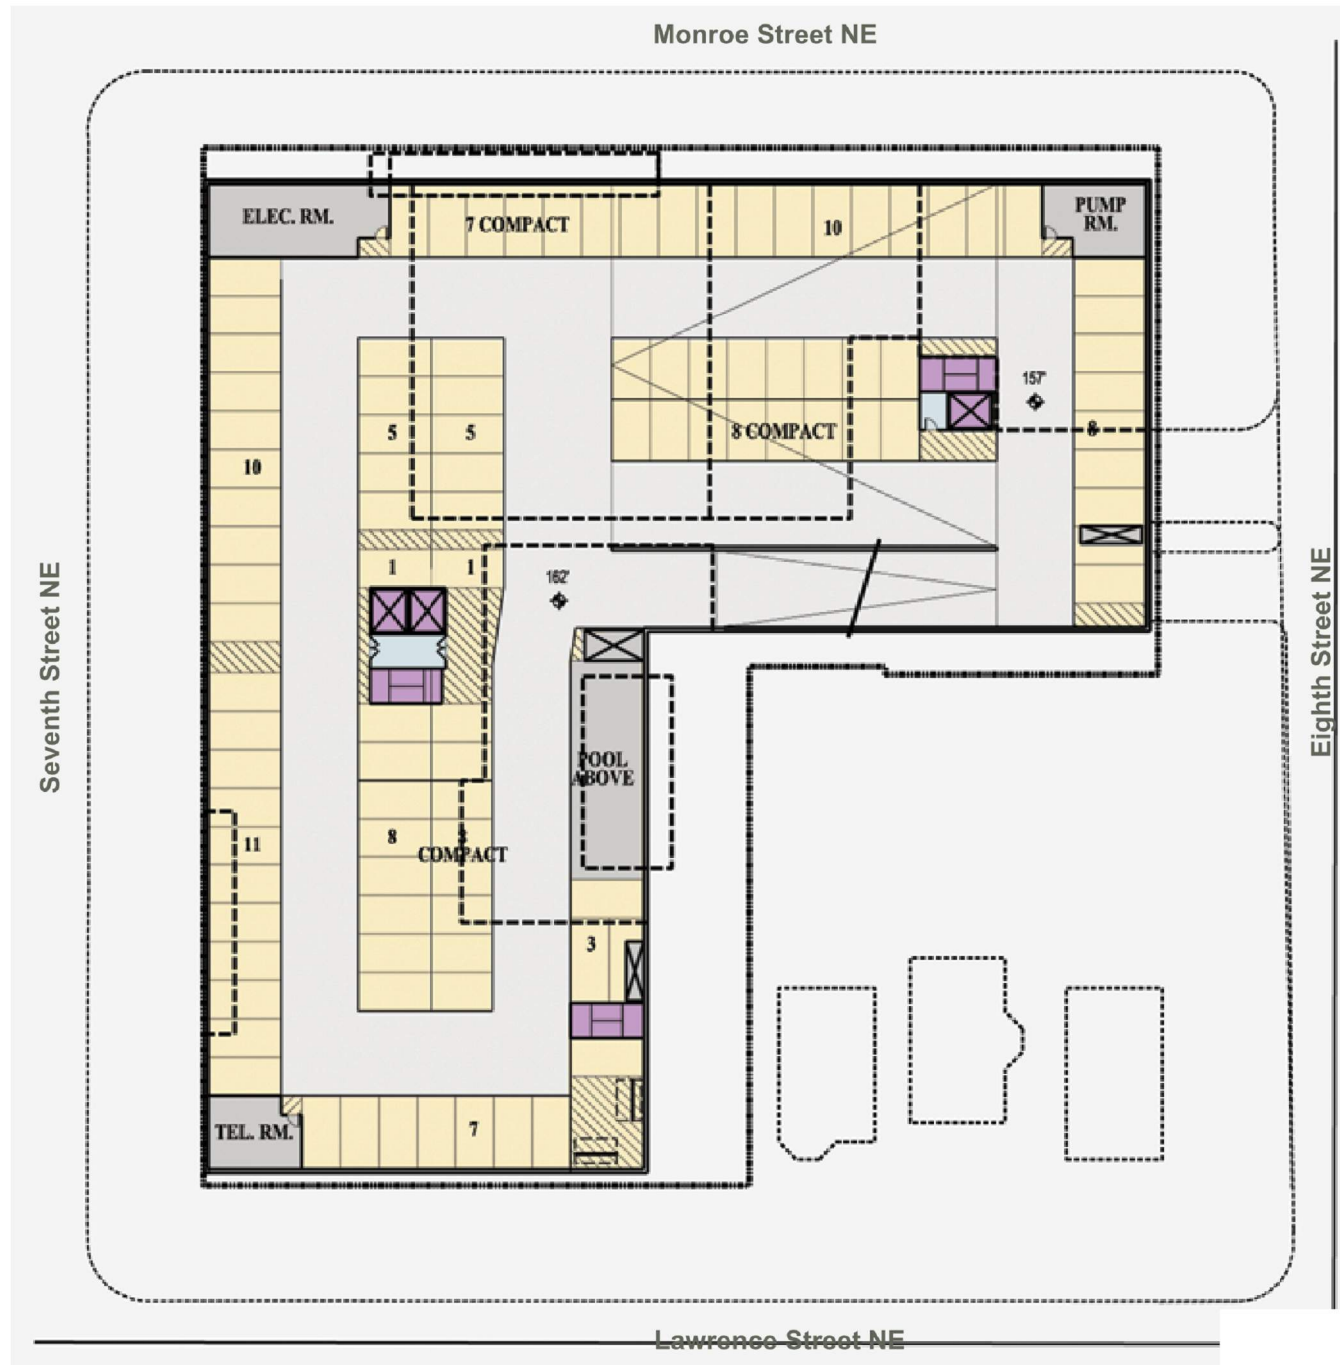 Monroe Street NE
ELEC. RM.
7 COMPACT
10
PUMP
RM.
157'
5
5
8 COMPACT
8
10
1
1
162'
Seventh Street NE
Eighth Street NE
POOL
ABOVE
11
8
COMPACT
3
TEL. RM.
7
Lawrence Street NE